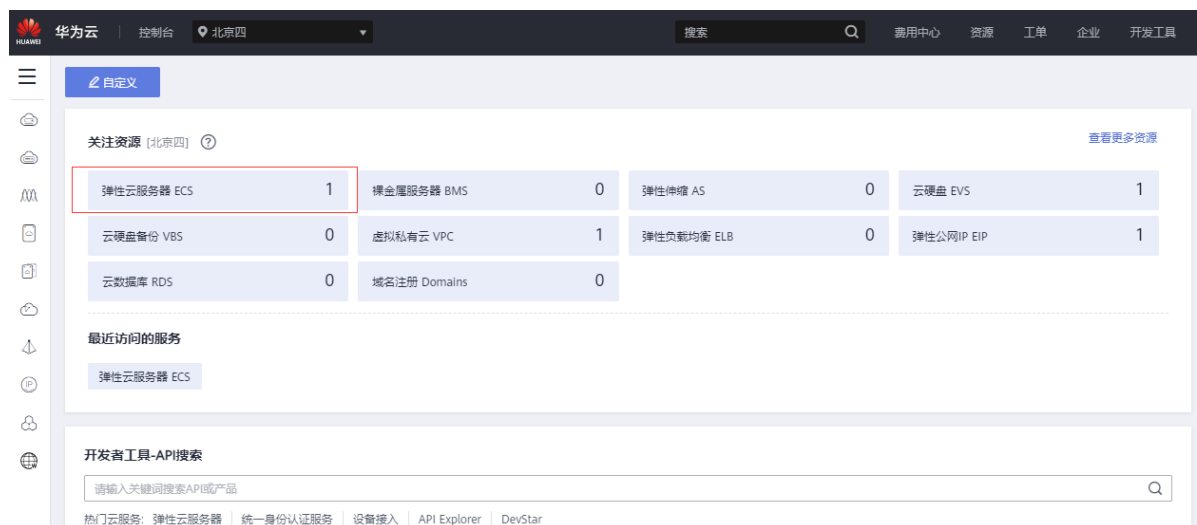 HUAWEI 华为云 控制台 北京四 搜索 费用中心 资源 工单 企业 开发工具
自定义
关注资源 [北京四] ? 查看更多资源
弹性云服务器 ECS 1 裸金属服务器 BMS 0 弹性伸缩 AS 0 云硬盘 EVS 1
云硬盘备份 VBS 0 虚拟私有云 VPC 1 弹性负载均衡 ELB 0 弹性公网IP EIP 1
云数据库 RDS 0 域名注册 Domains 0
最近访问的服务
弹性云服务器 ECS
开发者工具-API搜索
请输入关键词搜索API或产品
热门云服务: 弹性云服务器 统一身份认证服务 设备接入 API Explorer DevStar